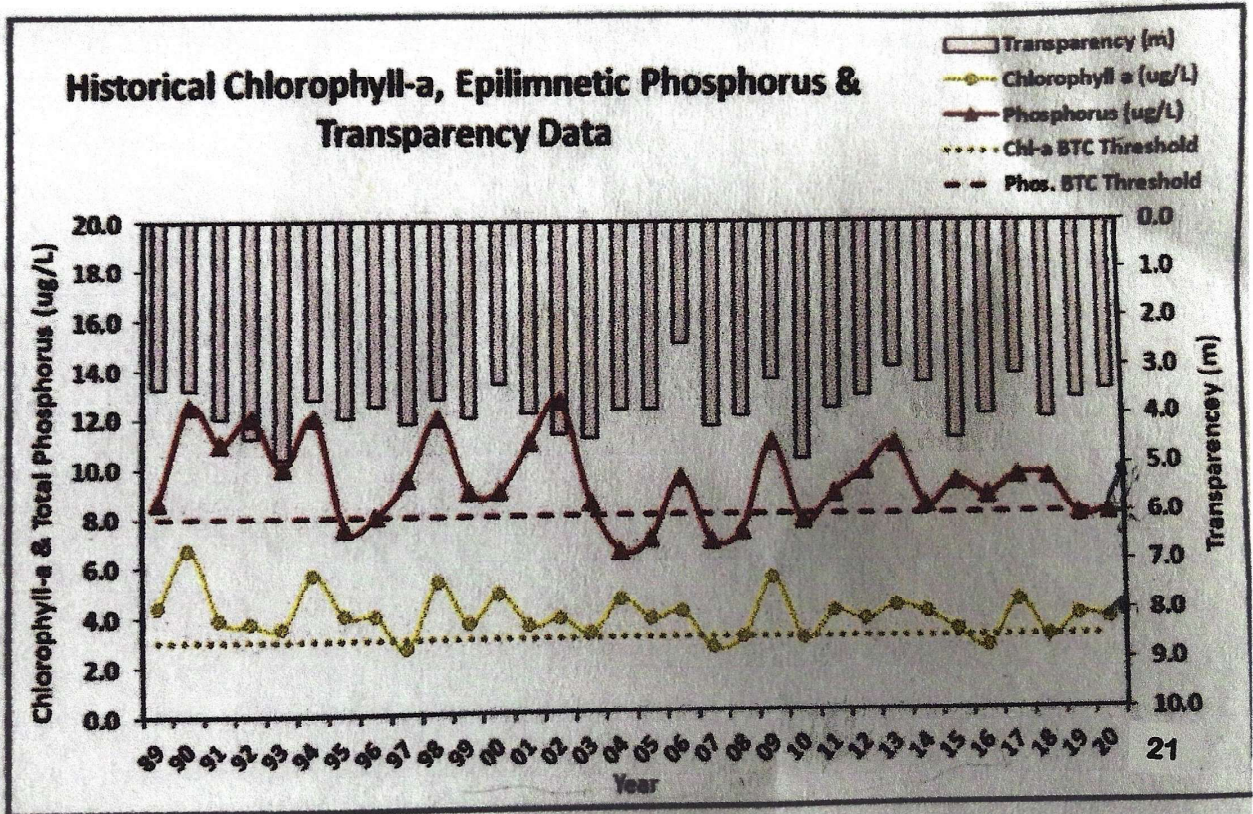 Historical Chlorophyll-a, Epilimnetic Phosphorus &
Transparency Data
Transparency (m)
Chlorophyll a (ug/L)
Phosphorus (ug/L)
Chl-a BTC Threshold
Phos. BTC Threshold
Chlorophyll-a & Total Phosphorus (ug/L)
20.0
18.0
16.0
14.0
12.0
10.0
8.0
6.0
4.0
2.0
0.0
0.0
1.0
2.0
3.0
4.0
5.0
6.0
7.0
8.0
9.0
10.0
Transparencey (m)
89 90 91 92 93 94 95 96 97 98 99 00 01 02 03 04 05 06 07 08 09 10 11 12 13 14 15 16 17 18 19 20 21
Year